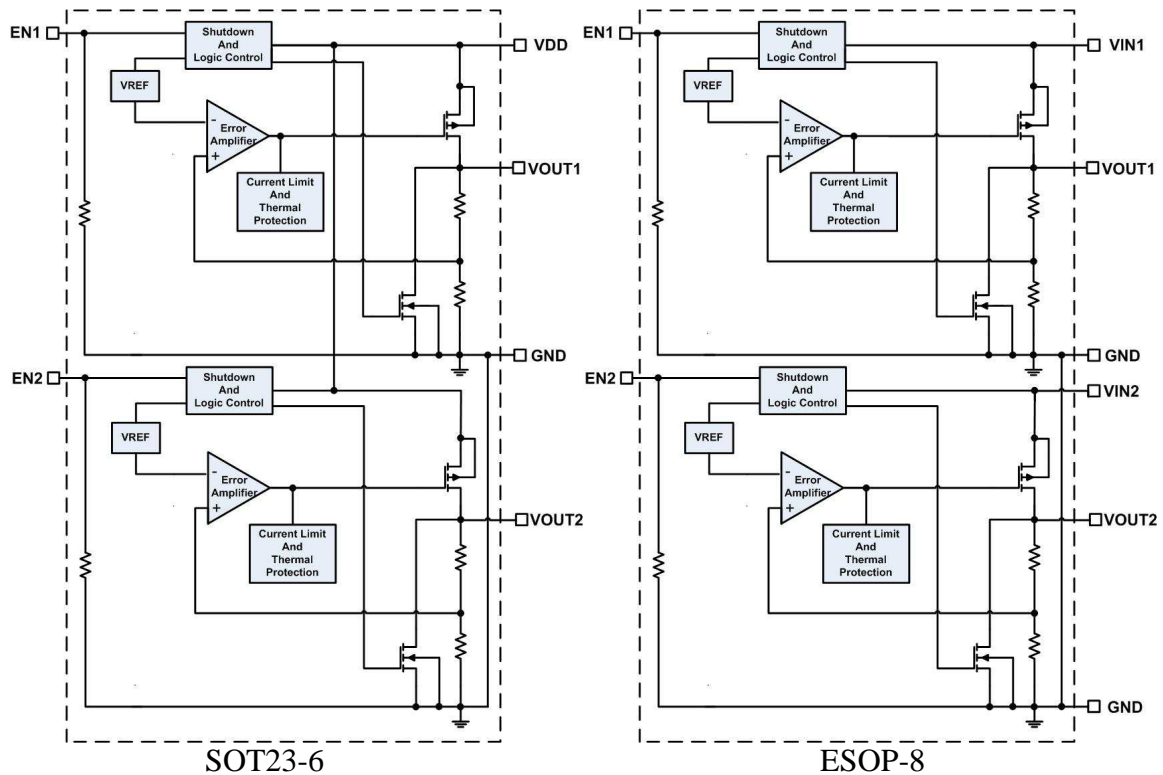 EN1
Shutdown
And
Logic Control
VDD
VREF
-
Error
Amplifier
+
Current Limit
And
Thermal
Protection
VOUT1
GND
EN2
Shutdown
And
Logic Control
VREF
-
Error
Amplifier
+
Current Limit
And
Thermal
Protection
VOUT2
SOT23-6
EN1
Shutdown
And
Logic Control
VIN1
VREF
-
Error
Amplifier
+
Current Limit
And
Thermal
Protection
VOUT1
GND
EN2
Shutdown
And
Logic Control
VIN2
VREF
-
Error
Amplifier
+
Current Limit
And
Thermal
Protection
VOUT2
GND
ESOP-8